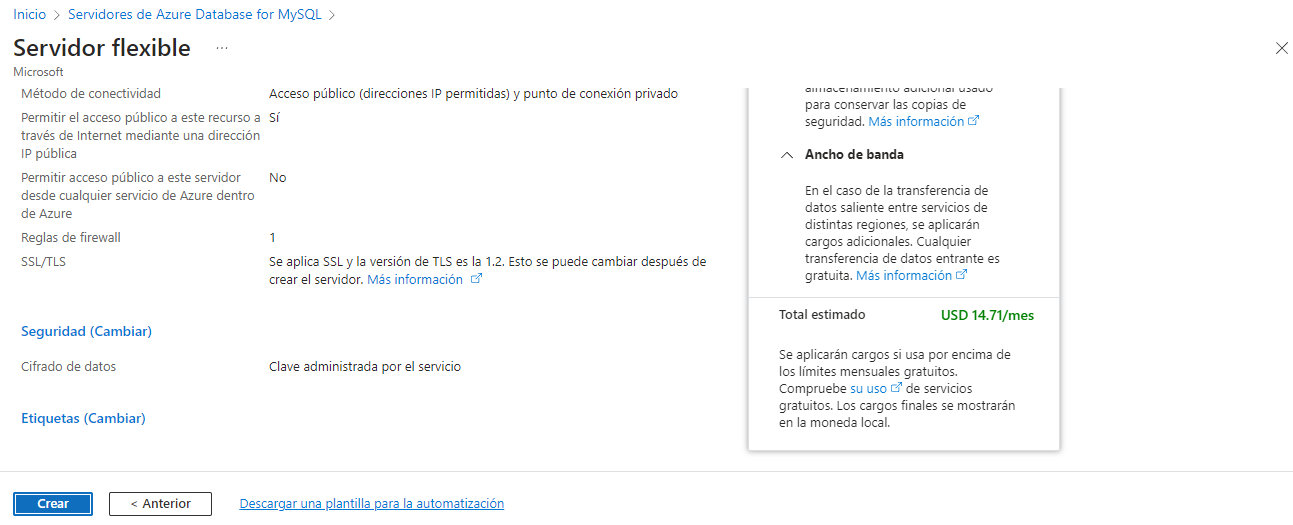 Inicio > Servidores de Azure Database for MySQL >
Servidor flexible ...
Microsoft
Método de conectividad Acceso público (direcciones IP permitidas) y punto de conexión privado
Permitir el acceso público a este recurso a Sí
través de Internet mediante una dirección
IP pública
Permitir acceso público a este servidor No
desde cualquier servicio de Azure dentro
de Azure
Reglas de firewall 1
SSL/TLS Se aplica SSL y la versión de TLS es la 1.2. Esto se puede cambiar después de
crear el servidor. Más información
Seguridad (Cambiar)
Cifrado de datos Clave administrada por el servicio
Etiquetas (Cambiar)
almacenamiento adicional usado
para conservar las copias de
seguridad. Más información
Ancho de banda
En el caso de la transferencia de
datos saliente entre servicios de
distintas regiones, se aplicarán
cargos adicionales. Cualquier
transferencia de datos entrante es
gratuita. Más información
Total estimado USD 14.71/mes
Se aplicarán cargos si usa por encima de
los límites mensuales gratuitos.
Compruebe su uso de servicios
gratuitos. Los cargos finales se mostrarán
en la moneda local.
Crear < Anterior Descargar una plantilla para la automatización